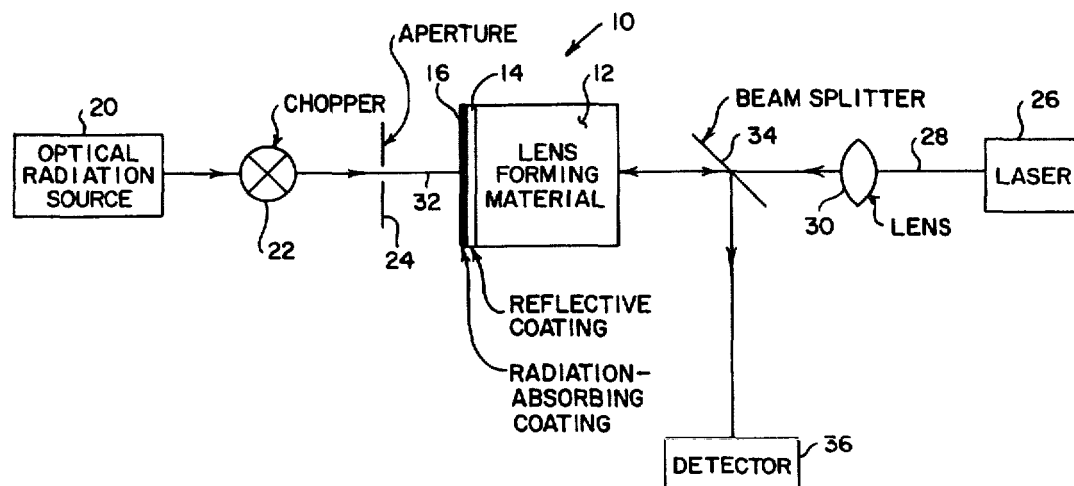 10
APERTURE
16
14
12
CHOPPER
BEAM SPLITTER
20
34
26
28
OPTICAL
RADIATION
SOURCE
LENS
FORMING
MATERIAL
LASER
32
30
LENS
22
24
REFLECTIVE
COATING
RADIATION-
ABSORBING
COATING
36
DETECTOR